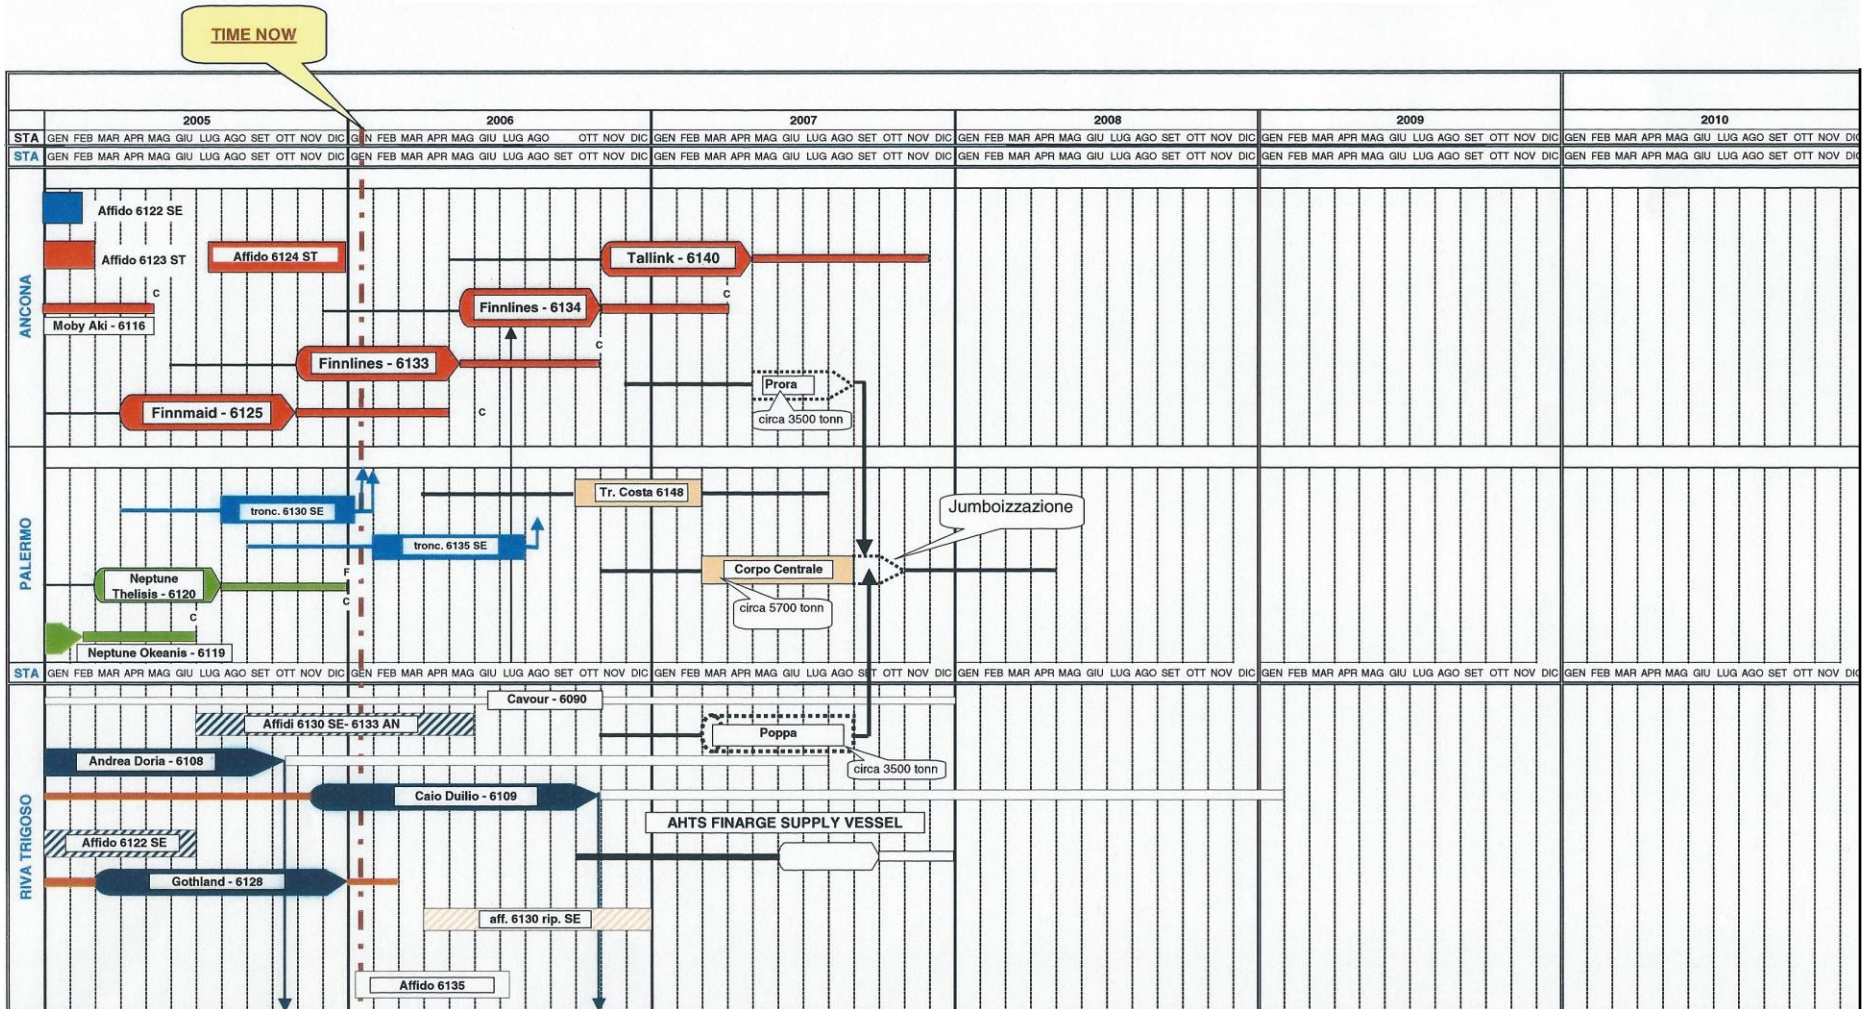 TIME NOW
2005 2006 2007 2008 2009 2010
STA GEN FEB MAR APR MAG GIU LUG AGO SET OTT NOV DIC GEN FEB MAR APR MAG GIU LUG AGO OTT NOV DIC GEN FEB MAR APR MAG GIU LUG AGO SET OTT NOV DIC GEN FEB MAR APR MAG GIU LUG AGO SET OTT NOV DIC GEN FEB MAR APR MAG GIU LUG AGO SET OTT NOV DIC GEN FEB MAR APR MAG GIU LUG AGO SET OTT NOV DIC
STA GEN FEB MAR APR MAG GIU LUG AGO SET OTT NOV DIC GEN FEB MAR APR MAG GIU LUG AGO SET OTT NOV DIC GEN FEB MAR APR MAG GIU LUG AGO SET OTT NOV DIC GEN FEB MAR APR MAG GIU LUG AGO SET OTT NOV DIC GEN FEB MAR APR MAG GIU LUG AGO SET OTT NOV DIC GEN FEB MAR APR MAG GIU LUG AGO SET OTT NOV DIC
ANCONA
Affido 6122 SE
Affido 6123 ST
Affido 6124 ST
Tallink - 6140
C
Moby Aki - 6116
Finnlines - 6134
C
Finnlines - 6133
C
Prora
circa 3500 tonn
Finnmaid - 6125
C
PALERMO
Tr. Costa 6148
tronc. 6130 SE
Jumboizzazione
tronc. 6135 SE
Neptune
Thelisis - 6120
F
C
Corpo Centrale
circa 5700 tonn
C
Neptune Okeanis - 6119
STA GEN FEB MAR APR MAG GIU LUG AGO SET OTT NOV DIC GEN FEB MAR APR MAG GIU LUG AGO SET OTT NOV DIC GEN FEB MAR APR MAG GIU LUG AGO SET OTT NOV DIC GEN FEB MAR APR MAG GIU LUG AGO SET OTT NOV DIC GEN FEB MAR APR MAG GIU LUG AGO SET OTT NOV DIC GEN FEB MAR APR MAG GIU LUG AGO SET OTT NOV DIC
RIVA TRIGOSO
Cavour - 6090
Affidi 6130 SE- 6133 AN
Poppa
Andrea Doria - 6108
circa 3500 tonn
Caio Duilio - 6109
AHTS FINARGE SUPPLY VESSEL
Affido 6122 SE
Gothland - 6128
aff. 6130 rip. SE
Affido 6135